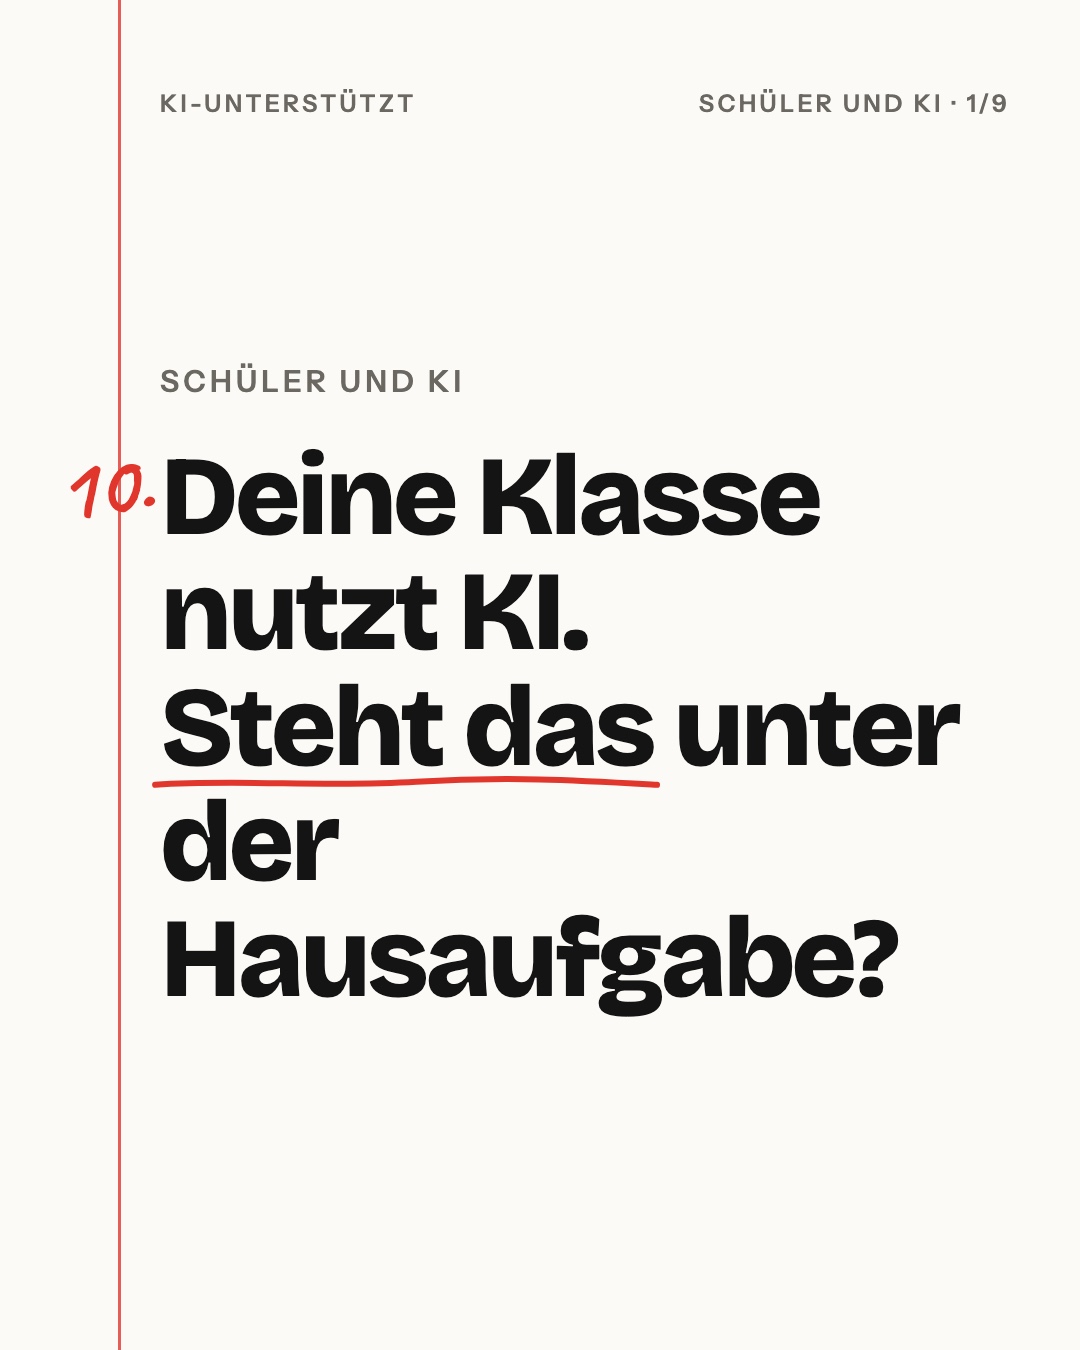 KI-UNTERSTÜTZT
SCHÜLER UND KI · 1/9
SCHÜLER UND KI
10. Deine Klasse
nutzt KI.
Steht das unter
der
Hausaufgabe?